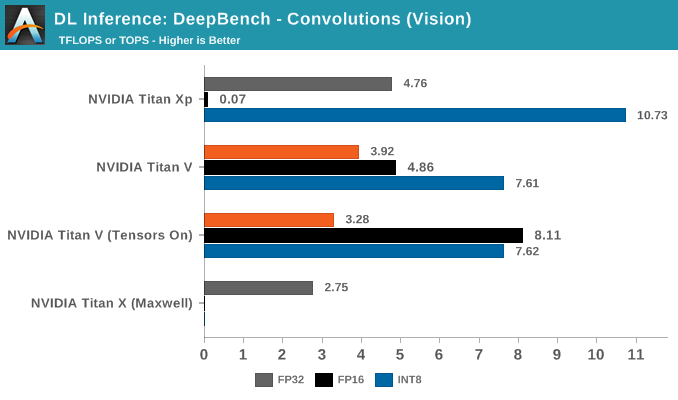 DL Inference: DeepBench - Convolutions (Vision)
TFLOPS or TOPS - Higher is Better
4.76
NVIDIA Titan Xp
0.07
10.73
3.92
NVIDIA Titan V
4.86
7.61
3.28
NVIDIA Titan V (Tensors On)
8.11
7.62
2.75
NVIDIA Titan X (Maxwell)
0 1 2 3 4 5 6 7 8 9 10 11
FP32 FP16 INT8